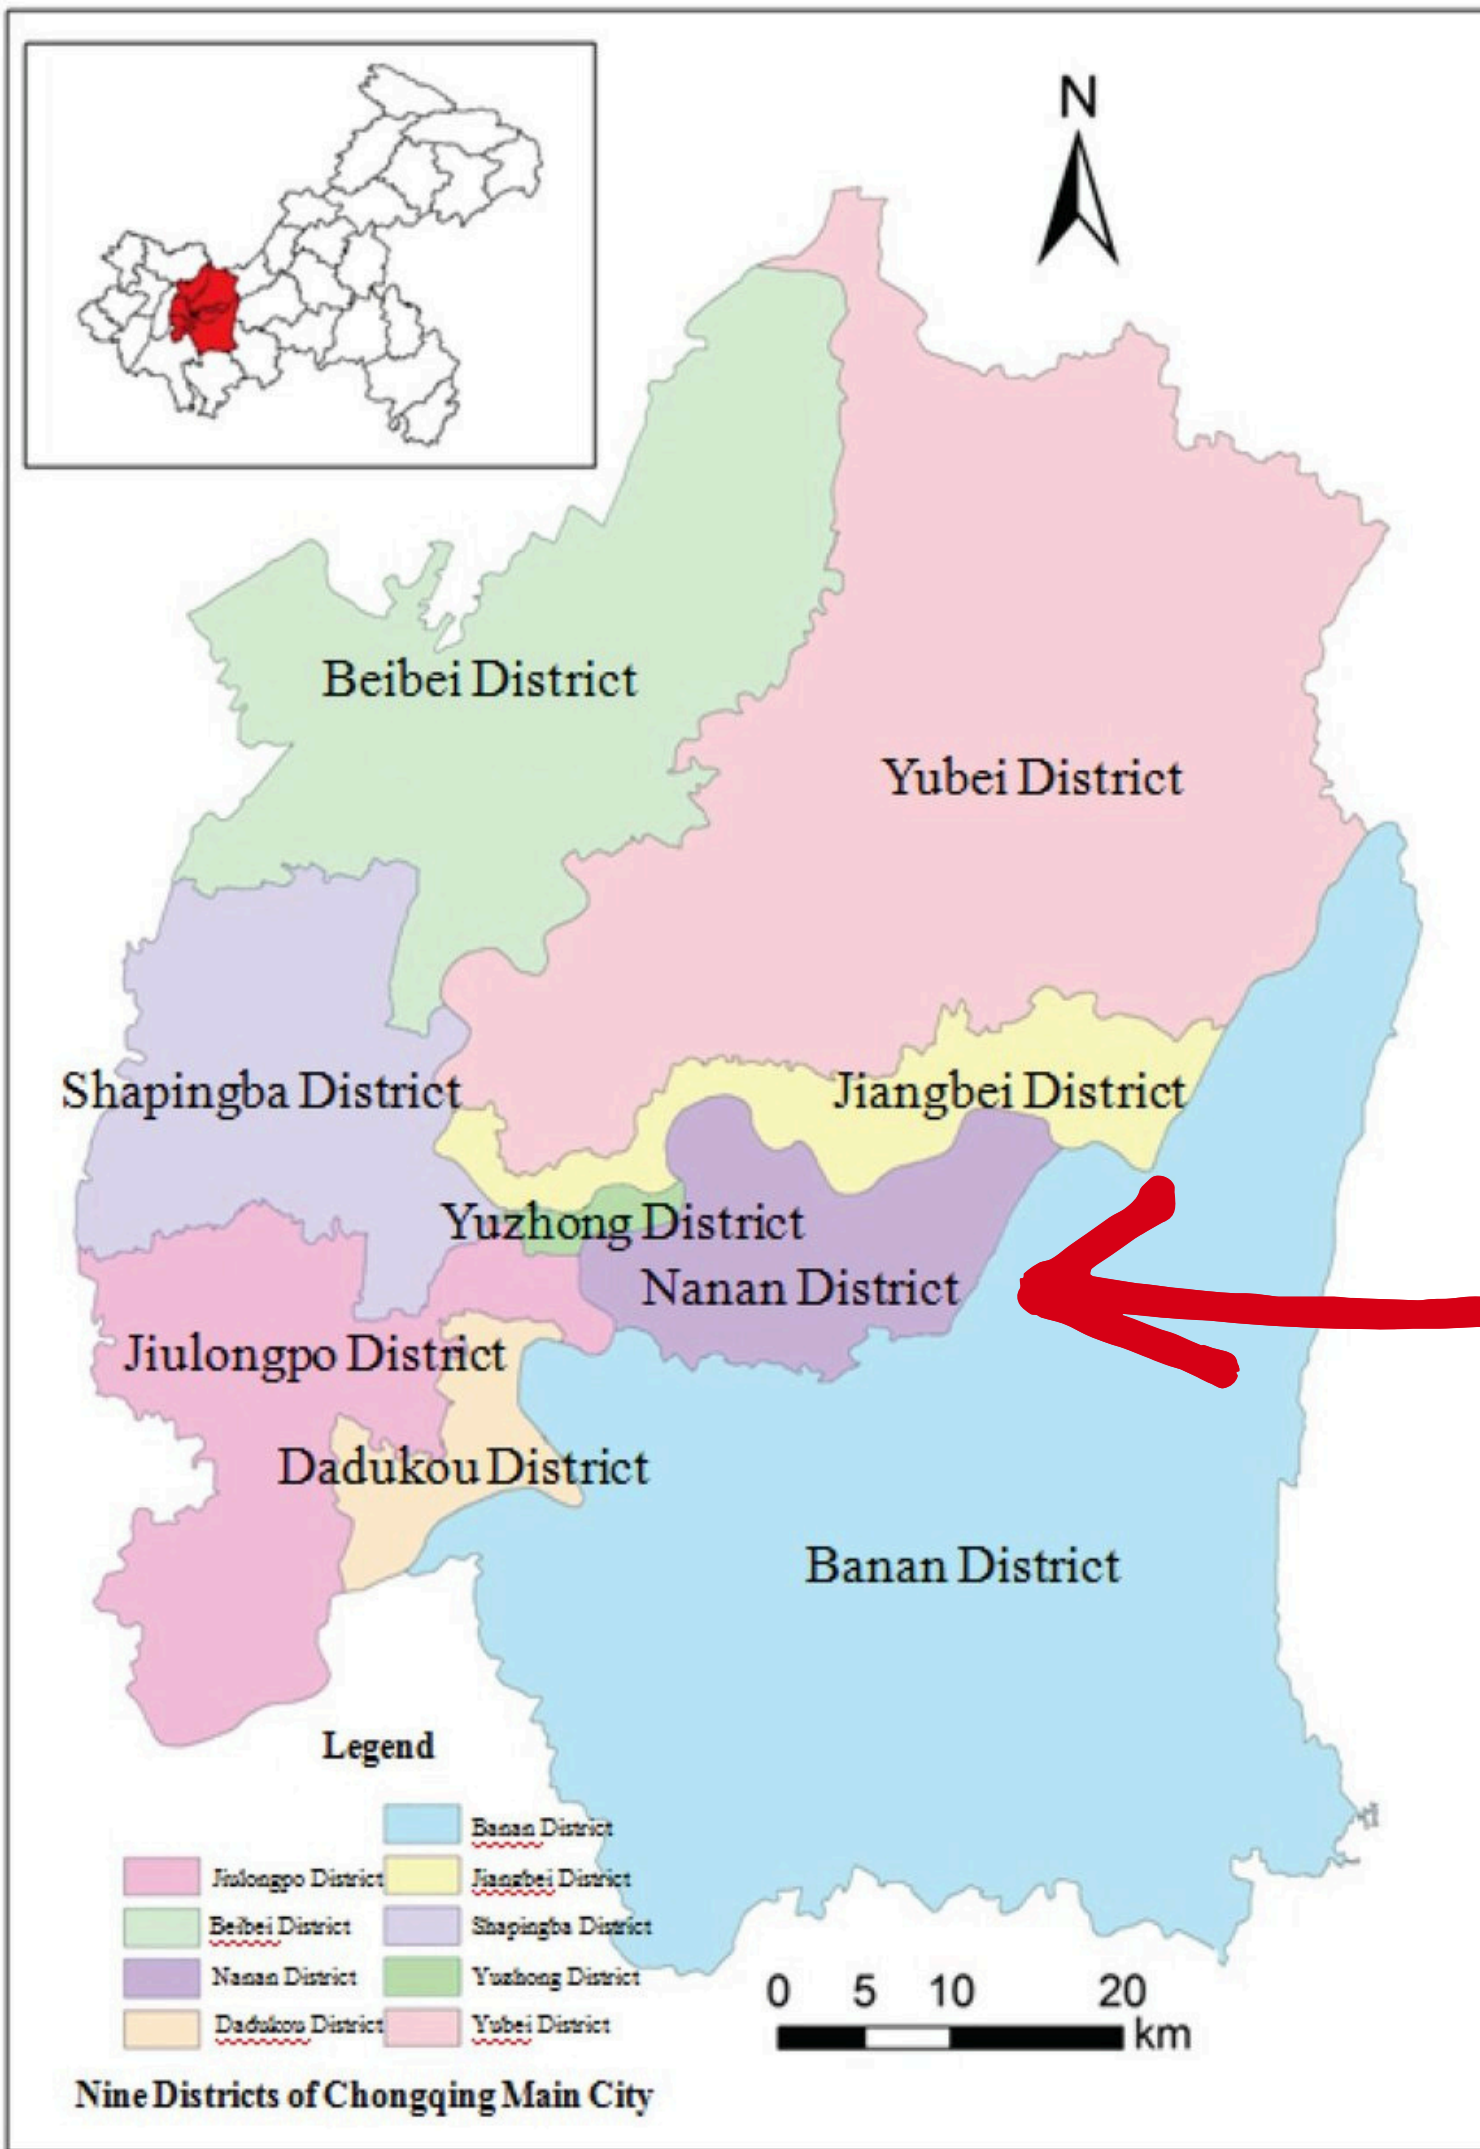 N
Beibei District
Yubei District
Shapingba District
Jiangbei District
Yuzhong District
Nanan District
Jiulongpo District
Dadukou District
Banan District
Legend
Banan District
Jiulongpo District
Jiangbei District
Beibei District
Shapingba District
Nanan District
Yuzhong District
Dadukou District
Yubei District
0 5 10 20
km
Nine Districts of Chongqing Main City